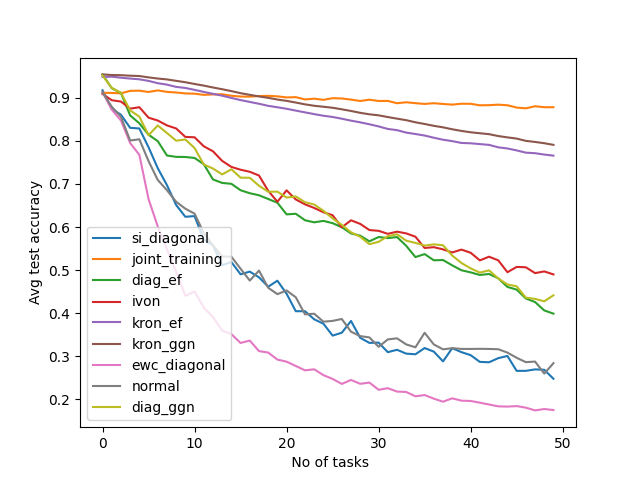 0.9
0.8
0.7
0.6
0.5
0.4
0.3
0.2
Avg test accuracy
si_diagonal
joint_training
diag_ef
ivon
kron_ef
kron_ggn
ewc_diagonal
normal
diag_ggn
0 10 20 30 40 50
No of tasks